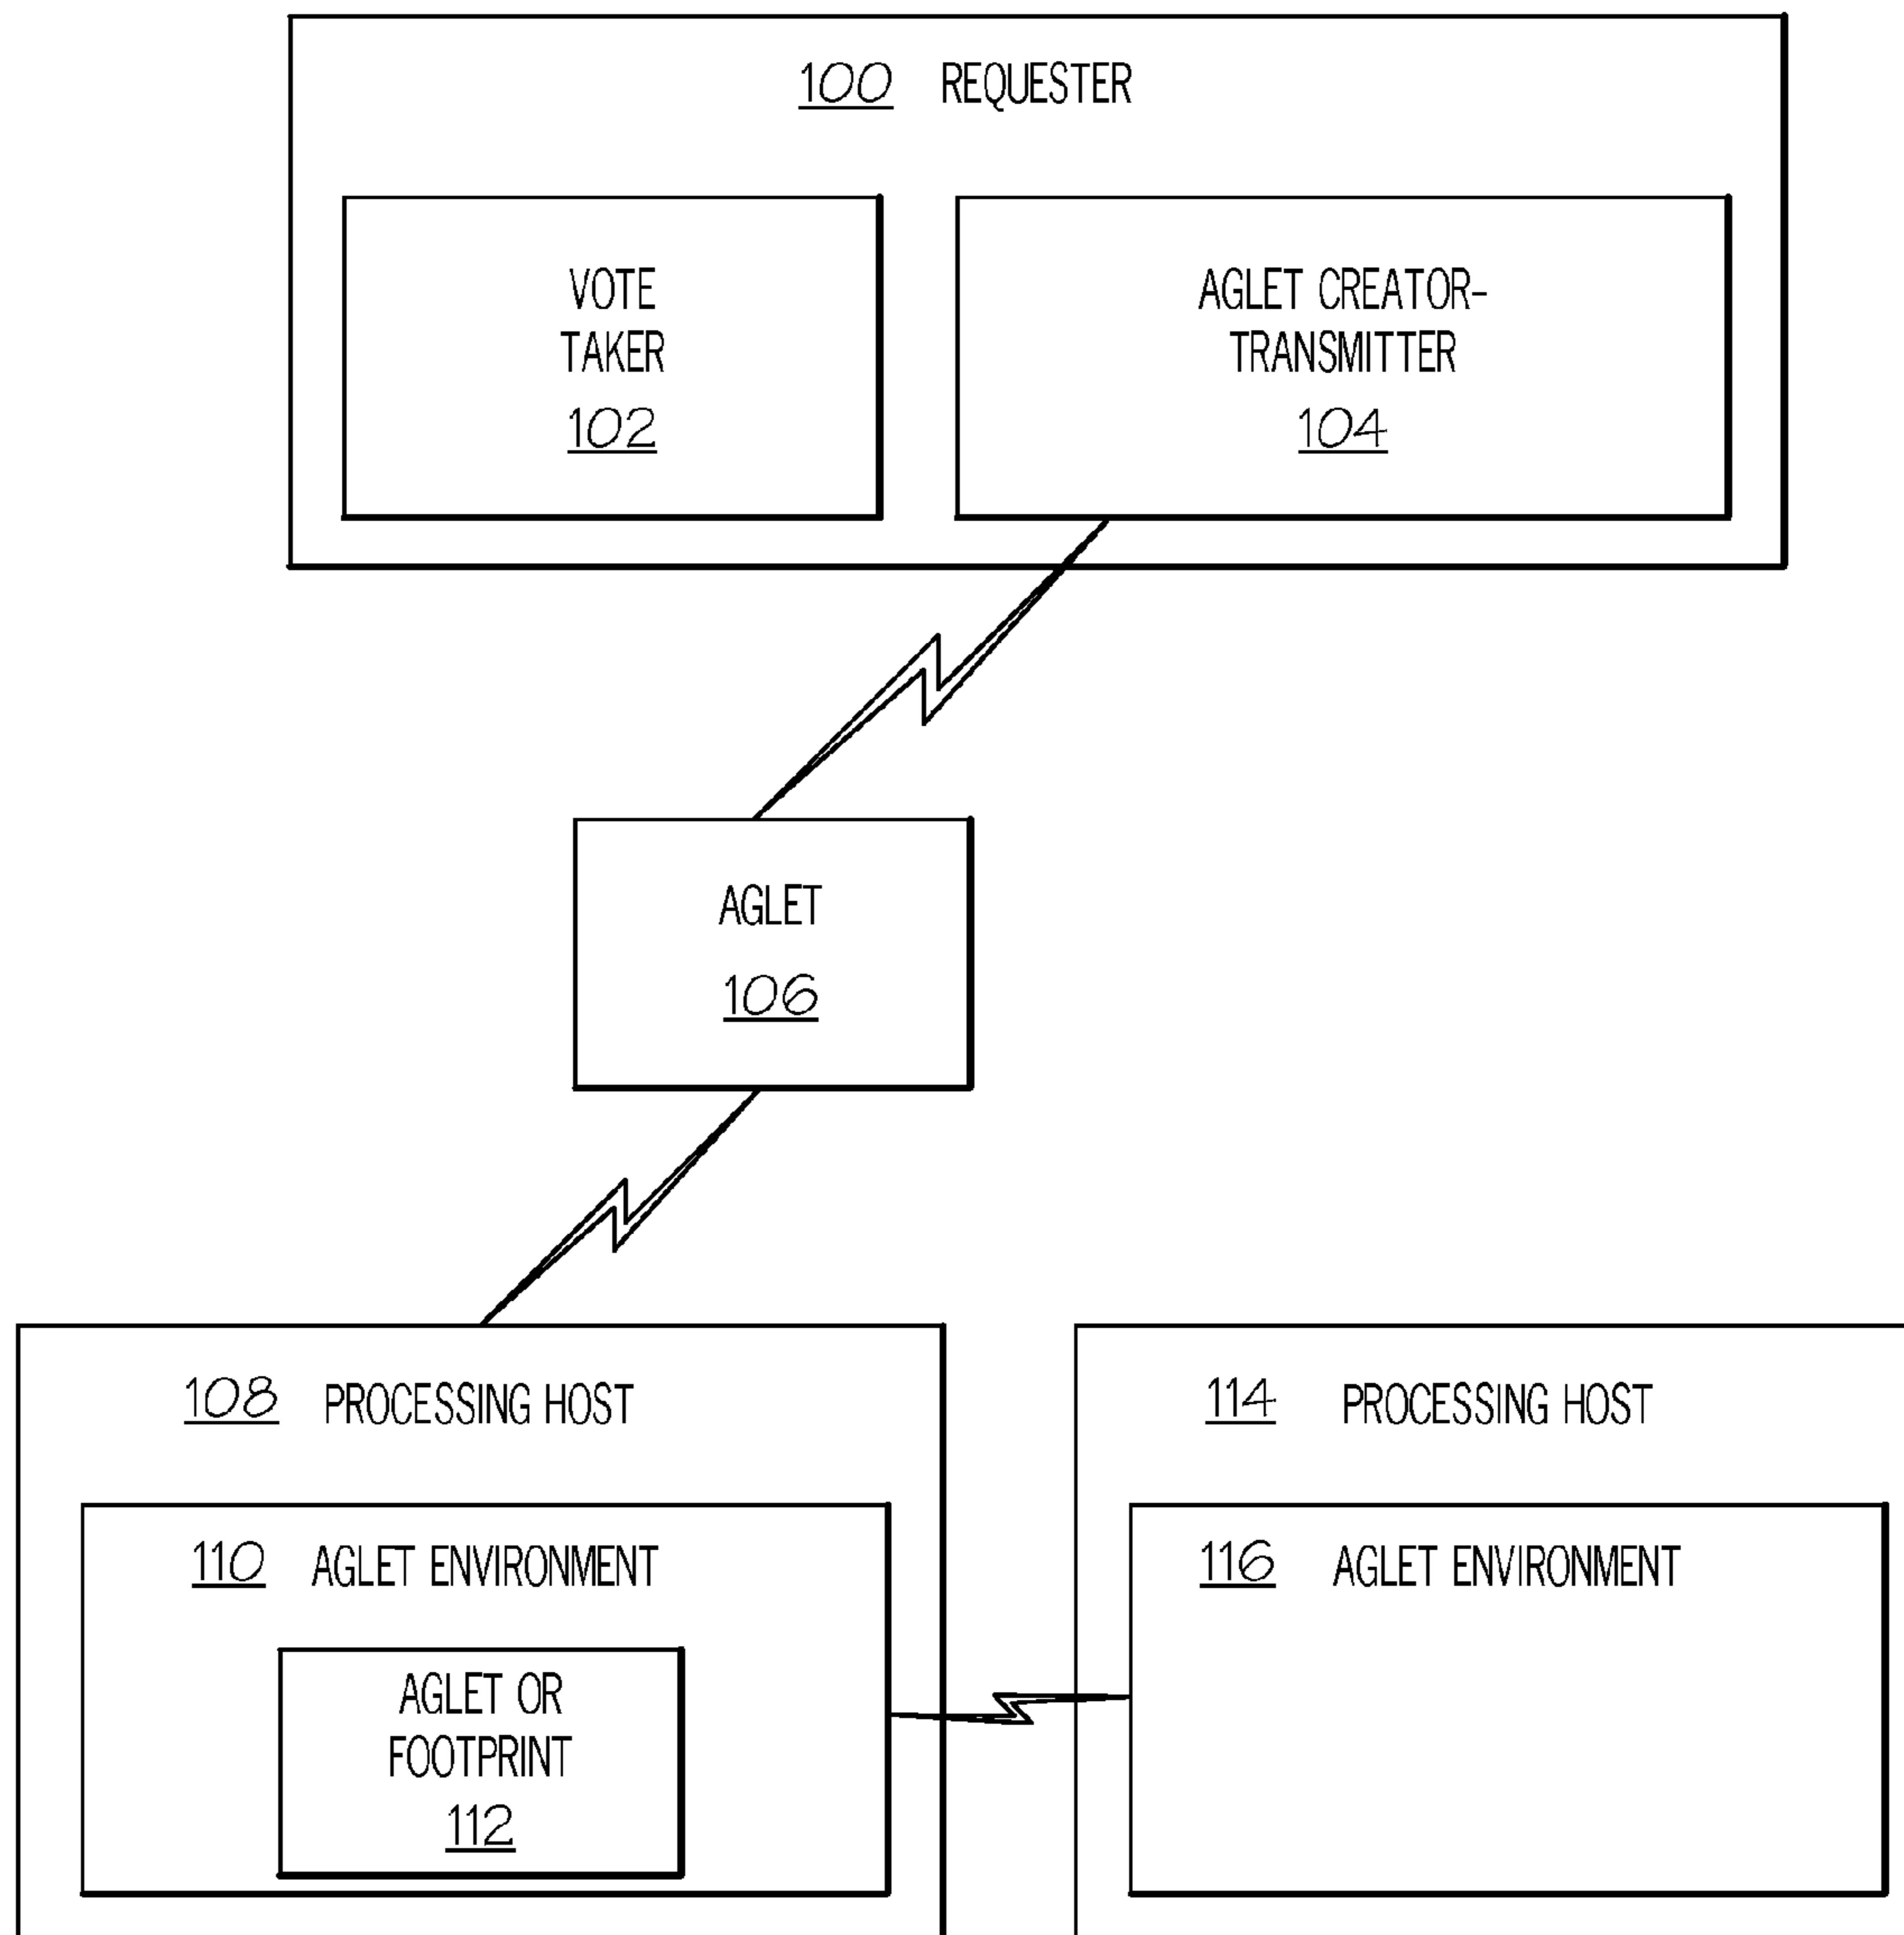 100 REQUESTER
VOTE
TAKER
102
AGLET CREATOR-
TRANSMITTER
104
AGLET
106
108 PROCESSING HOST
110 AGLET ENVIRONMENT
AGLET OR
FOOTPRINT
112
114 PROCESSING HOST
116 AGLET ENVIRONMENT